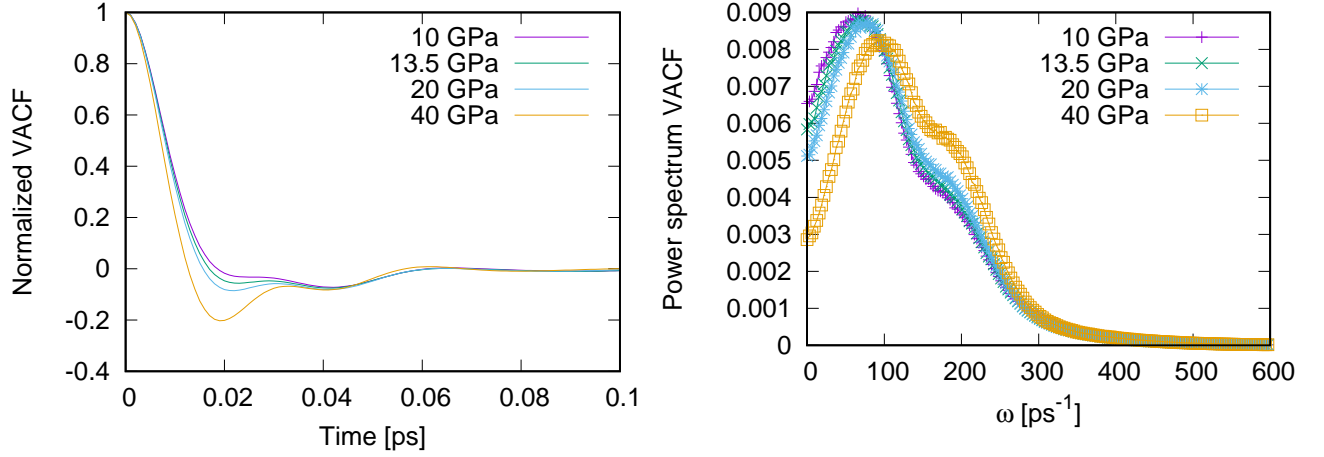 1
0.8
0.6
0.4
0.2
0
-0.2
-0.4
Normalized VACF
10 GPa
13.5 GPa
20 GPa
40 GPa
0 0.02 0.04 0.06 0.08 0.1
Time [ps]
0.009
0.008
0.007
0.006
0.005
0.004
0.003
0.002
0.001
0
Power spectrum VACF
10 GPa
13.5 GPa
20 GPa
40 GPa
0 100 200 300 400 500 600
ω [ps⁻¹]